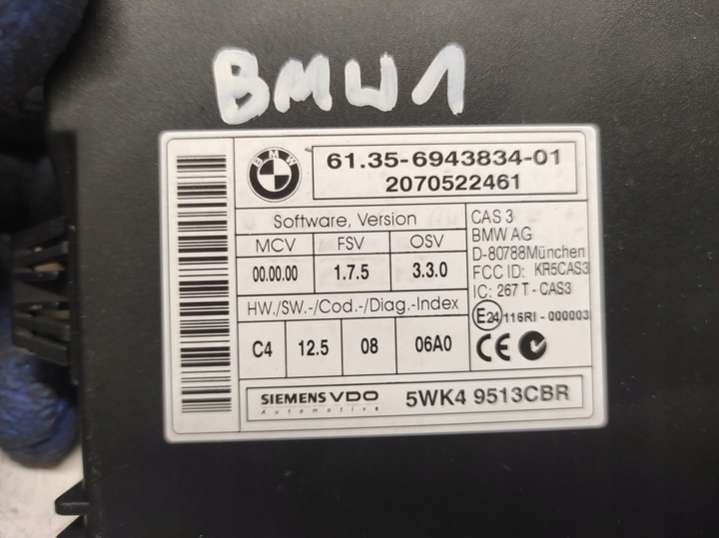 BMW1
BMW
61.35-6943834-01
2070522461
Software, Version
MCV FSV OSV
00.00.00 1.7.5 3.3.0
HW./SW.-/Cod.-/Diag.-Index
C4 12.5 08 06A0
CAS 3
BMW AG
D-80788München
FCC ID: KR5CAS3
IC: 267 T - CAS3
E24 116RI - 000003
CE
SIEMENS VDO
Automotive
5WK4 9513CBR